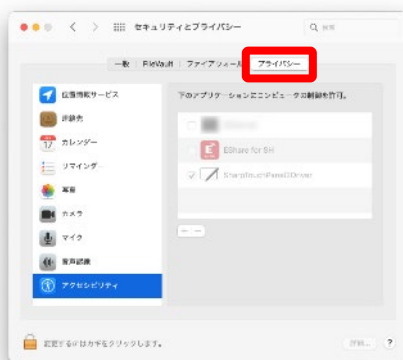 セキュリティとプライバシー
検索
一般
FileVault
ファイアウォール
プライバシー
位置情報サービス
連絡先
カレンダー
17
リマインダー
写真
カメラ
マイク
音声認識
アクセシビリティ
下のアプリケーションにコンピュータの制御を許可。
EShare for SH
SharpTouchPanelDDriver
変更するにはカギをクリックします。
詳細...
?